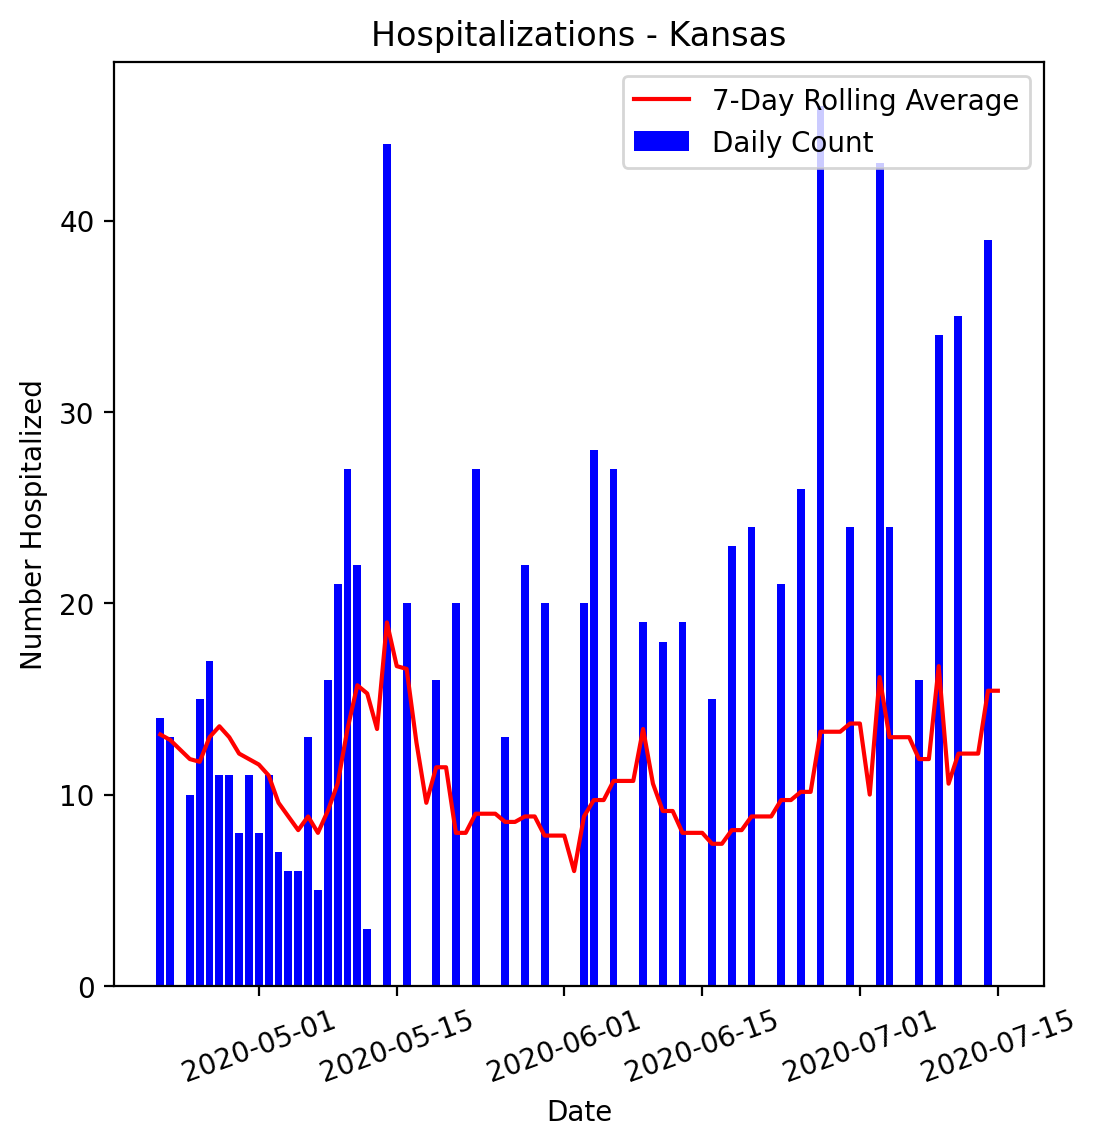 Hospitalizations - Kansas
7-Day Rolling Average
Daily Count
Number Hospitalized
40
30
20
10
0
2020-05-01
2020-05-15
2020-06-01
2020-06-15
2020-07-01
2020-07-15
Date